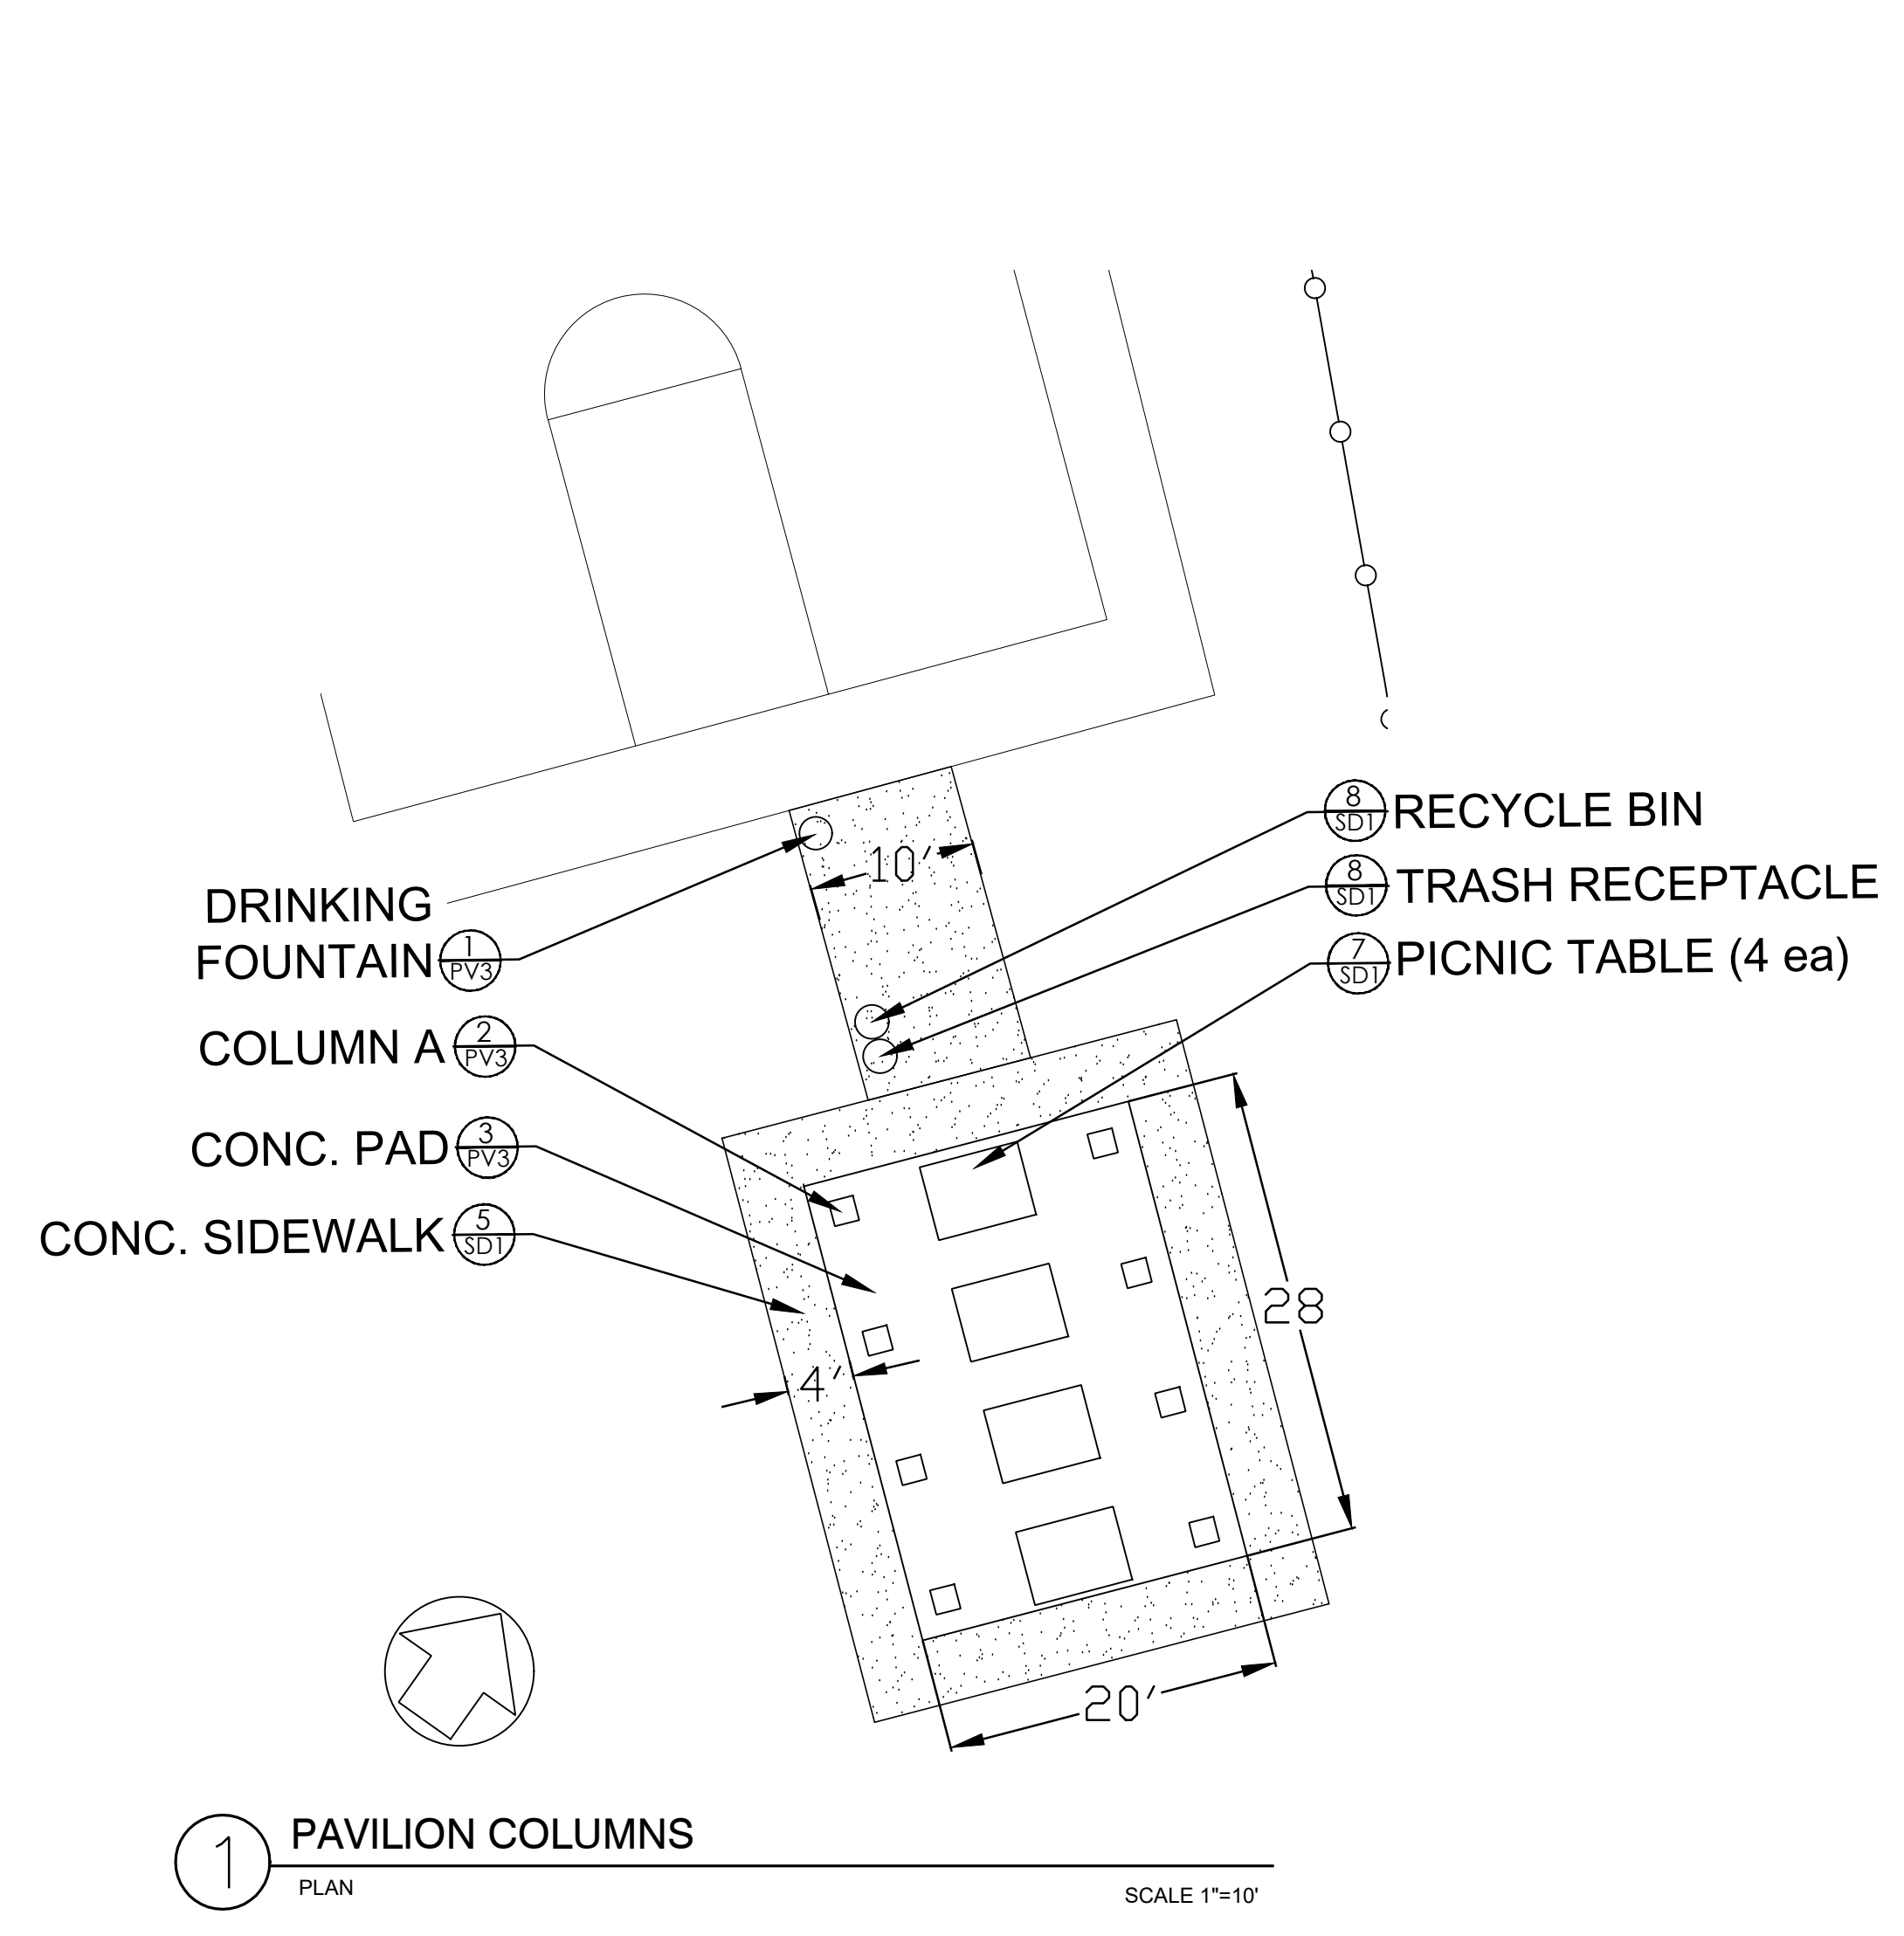 10'
8
SD1
RECYCLE BIN
8
SD1
TRASH RECEPTACLE
DRINKING
FOUNTAIN
1
PV3
7
SD1
PICNIC TABLE (4 ea)
COLUMN A
2
PV3
CONC. PAD
3
PV3
CONC. SIDEWALK
5
SD1
28
4'
20'
1
PAVILION COLUMNS
PLAN
SCALE 1"=10'